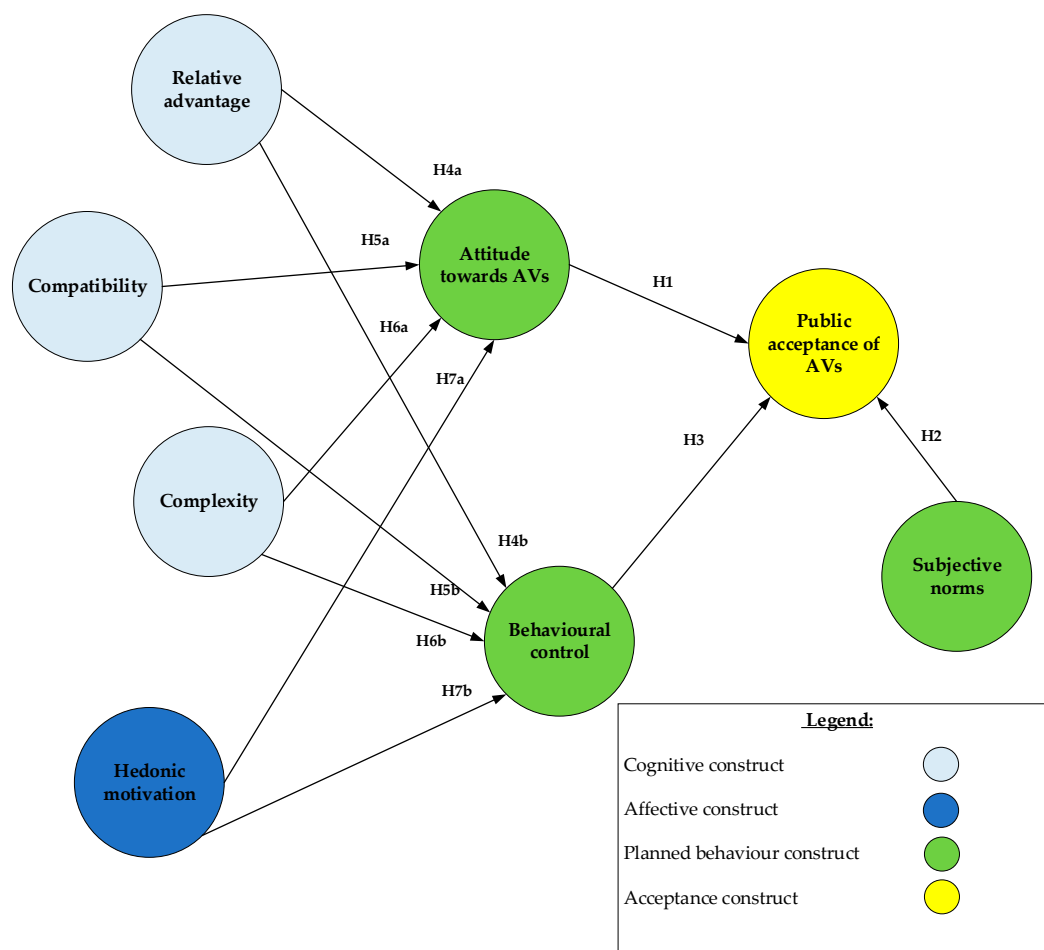 Relative
advantage
H4a
H5a
Attitude
towards AVs
Compatibility
H1
H6a
Public
acceptance of
AVs
H7a
H3
H2
Complexity
H4b
Subjective
norms
H5b
Behavioural
control
H6b
H7b
Hedonic
motivation
Legend:
Cognitive construct
Affective construct
Planned behaviour construct
Acceptance construct